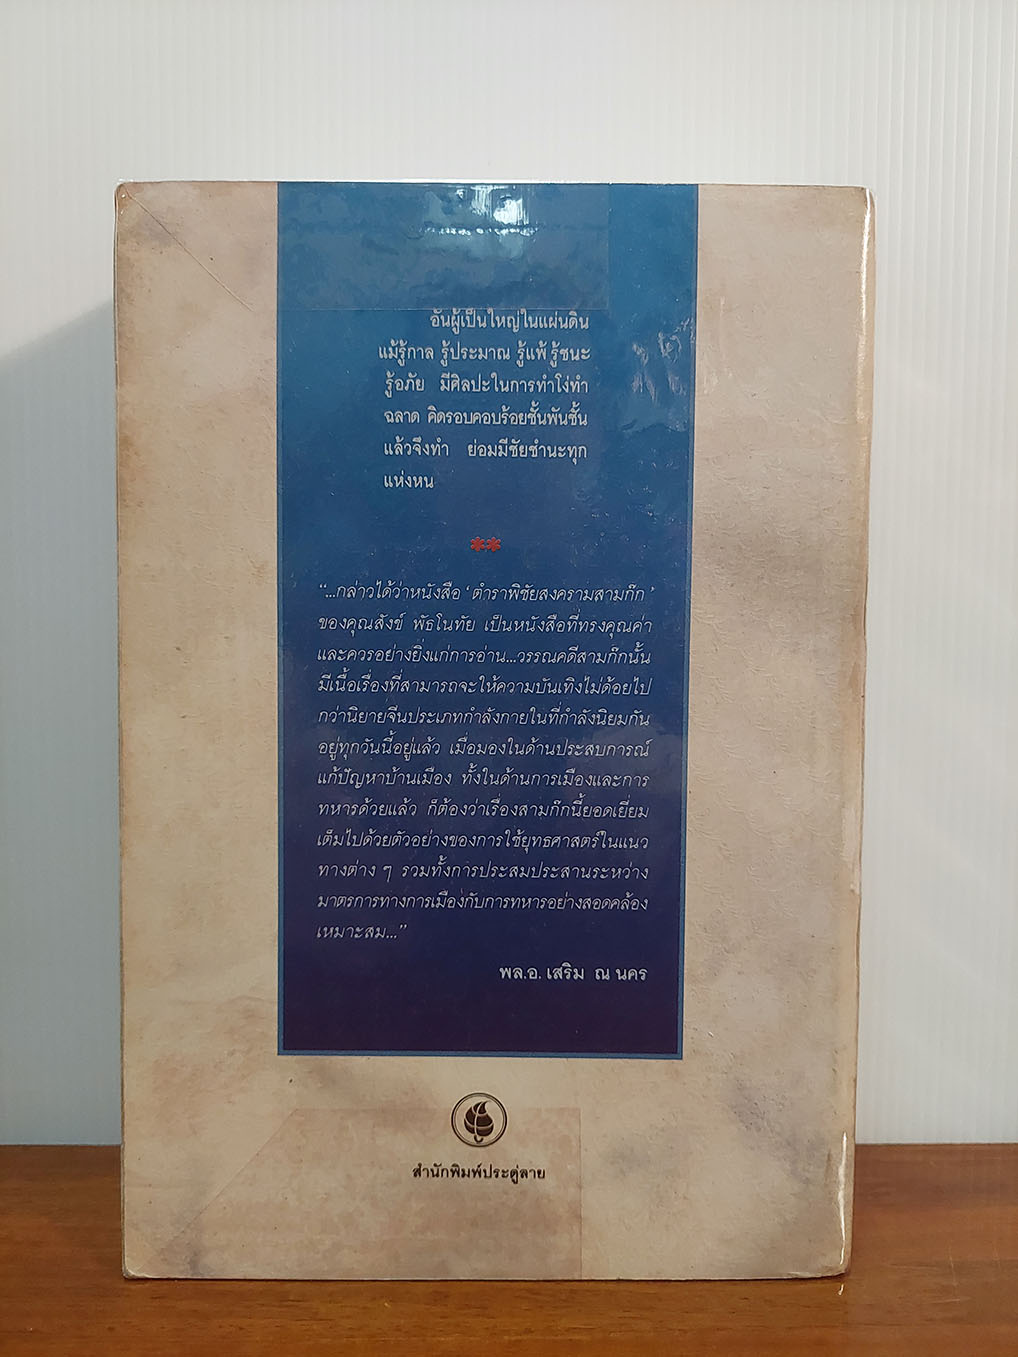 อันผู้เป็นใหญ่ในแผ่นดิน
แม้รู้กาล รู้ประมาณ รู้แพ้ รู้ชนะ
รู้อภัย มีศิลปะในการทำโง่ทำ
ฉลาด คิดรอบคอบร้อยชั้นพันชั้น
แล้วจึงทำ ย่อมมีชัยชำนะทุก
แห่งหน
**
“...กล่าวได้ว่าหนังสือ ‘ตำราพิชัยสงครามสามก๊ก’
ของคุณสังข์ พัธโนทัย เป็นหนังสือที่ทรงคุณค่า
และควรอย่างยิ่งแก่การอ่าน...วรรณคดีสามก๊กนั้น
มีเนื้อเรื่องที่สามารถจะให้ความบันเทิงไม่ด้อยไป
กว่านิยายจีนประเภทกำลังภายในที่กำลังนิยมกัน
อยู่ทุกวันนี้อยู่แล้ว เมื่อมองในด้านประสบการณ์
แก้ปัญหาบ้านเมือง ทั้งในด้านการเมืองและการ
ทหารด้วยแล้ว ก็ต้องว่าเรื่องสามก๊กนี้ยอดเยี่ยม
เต็มไปด้วยตัวอย่างของการใช้ยุทธศาสตร์ในแนว
ทางต่าง ๆ รวมทั้งการประสมประสานระหว่าง
มาตรการทางการเมืองกับการทหารอย่างสอดคล้อง
เหมาะสม...”
พล.อ. เสริม ณ นคร
สำนักพิมพ์ประตู่ลาย